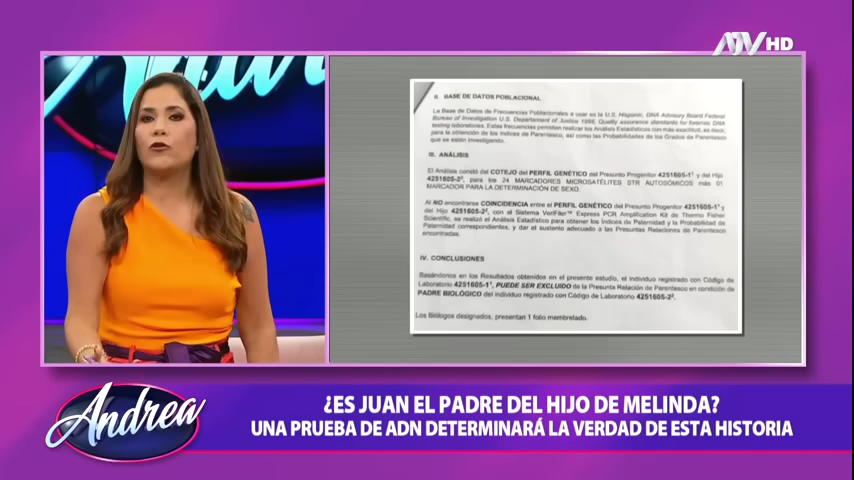 Andrea
ATV HD
II. BASE DE DATOS POBLACIONAL
La Base de Datos de Frecuencias Poblacionales a usar es la U.S. Hispanic, DNA Advisory Board Federal
Bureau of Investigation U.S. Departement of Justice 1998, Quality assurance standards for forensic DNA
testing laboratories. Estas frecuencias permiten realizar los Análisis Estadísticos con más exactitud, es decir,
para la obtención de los índices de Parentesco, así como las Probabilidades de los Grados de Parentesco
que se están investigando.
III. ANÁLISIS
El Análisis constó del COTEJO del PERFIL GENÉTICO del Presunto Progenitor 4251605-1¹ y del Hijo
4251605-2², para los 24 MARCADORES MICROSATÉLITES STR AUTOSÓMICOS más 01
MARCADOR PARA LA DETERMINACIÓN DE SEXO.
Al NO encontrarse COINCIDENCIA entre el PERFIL GENÉTICO del Presunto Progenitor 4251605-1¹ y
del Hijo 4251605-2², con el Sistema VeriFiler™ Express PCR Amplification Kit de Thermo Fisher
Scientific, se realizó el Análisis Estadístico para obtener los Índices de Paternidad y la Probabilidad de
Paternidad correspondientes, y dar el sustento adecuado a las Presuntas Relaciones de Parentesco
encontradas.
IV. CONCLUSIONES
Basándonos en los Resultados obtenidos en el presente estudio, el individuo registrado con Código de
Laboratorio 4251605-1¹, PUEDE SER EXCLUIDO de la Presunta Relación de Parentesco en condición de
PADRE BIOLÓGICO del individuo registrado con Código de Laboratorio 4251605-2².
Los Biólogos designados, presentan 1 folio membretado.
Andrea
¿ES JUAN EL PADRE DEL HIJO DE MELINDA?
UNA PRUEBA DE ADN DETERMINARÁ LA VERDAD DE ESTA HISTORIA